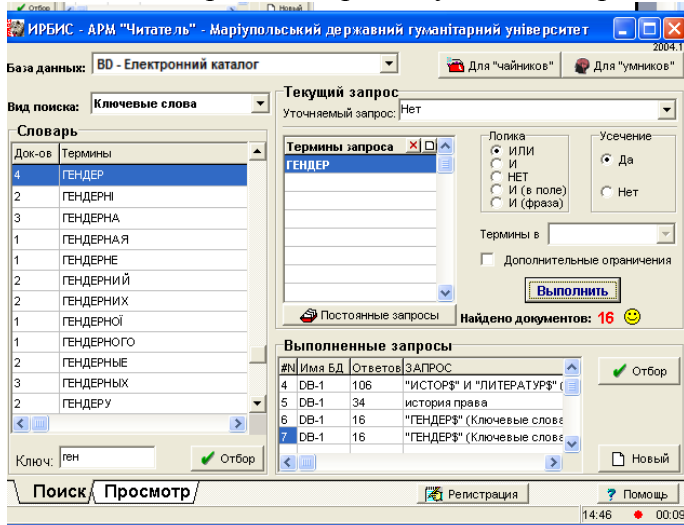 Отбор
Новый
ИРБИС - АРМ "Читатель" - Маріупольський державний гуманітарний університет
2004.1
База данных: BD - Електронний каталог
Для "чайников"
Для "умников"
Вид поиска: Ключевые слова
Текущий запрос
Уточняемый запрос: Нет
Словарь
Док-ов Термины
4 ГЕНДЕР
2 ГЕНДЕРНІ
3 ГЕНДЕРНА
1 ГЕНДЕРНАЯ
1 ГЕНДЕРНЕ
2 ГЕНДЕРНИЙ
2 ГЕНДЕРНИХ
1 ГЕНДЕРНОЇ
1 ГЕНДЕРНОГО
2 ГЕНДЕРНЫЕ
3 ГЕНДЕРНЫХ
2 ГЕНДЕРУ
Ключ: ген
Отбор
Термины запроса
ГЕНДЕР
Постоянные запросы
Логика
ИЛИ
И
НЕТ
И (в поле)
И (фраза)
Усечение
Да
Нет
Термины в
Дополнительные ограничения
Выполнить
Найдено документов: 16
Выполненные запросы
#N Имя БД Ответов ЗАПРОС
4 DB-1 106 "ИСТОР$" И "ЛИТЕРАТУР$" (
5 DB-1 34 история права
6 DB-1 16 "ГЕНДЕР$" (Ключевые слова
7 DB-1 16 "ГЕНДЕР$" (Ключевые слова
Отбор
Новый
Поиск Просмотр
Регистрация
Помощь
14:46 00:09